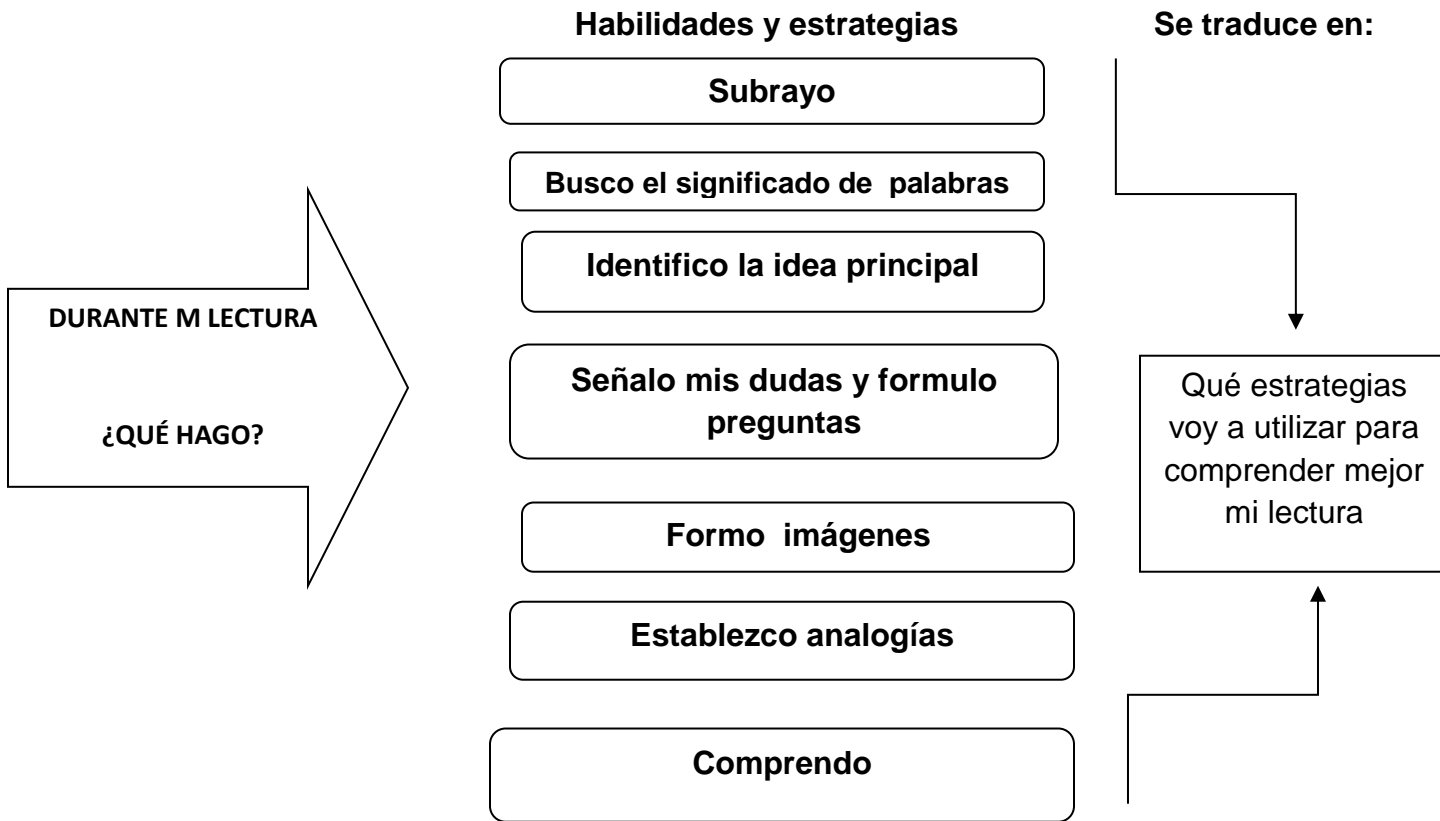 Habilidades y estrategias
Se traduce en:
Subrayo
Busco el significado de  palabras
Identifico la idea principal
DURANTE M LECTURA
¿QUÉ HAGO?
Señalo mis dudas y formulo
preguntas
Formo  imágenes
Establezco analogías
Comprendo
Qué estrategias
voy a utilizar para
comprender mejor
mi lectura